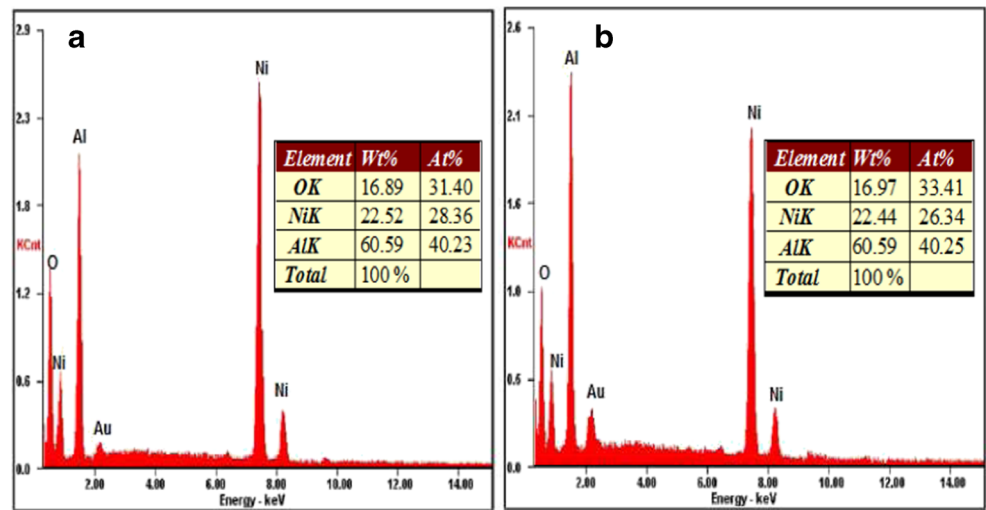 a
2.9
2.3
1.8
KCnt
1.2
0.6
0.0
O
Ni
Al
Au
Ni
Ni
Element Wt% At%
OK 16.89 31.40
NiK 22.52 28.36
AlK 60.59 40.23
Total 100 %
2.00 4.00 6.00 8.00 10.00 12.00 14.00
Energy - keV
b
2.6
2.1
1.6
KCnt
1.0
0.5
0.0
O
Ni
Al
Au
Ni
Ni
Element Wt% At%
OK 16.97 33.41
NiK 22.44 26.34
AlK 60.59 40.25
Total 100 %
2.00 4.00 6.00 8.00 10.00 12.00 14.00
Energy - keV